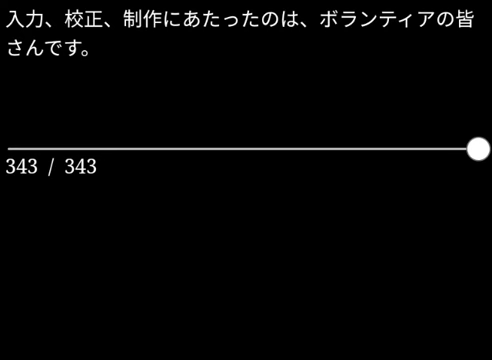 入力、校正、制作にあたったのは、ボランティアの皆
さんです。
343 / 343